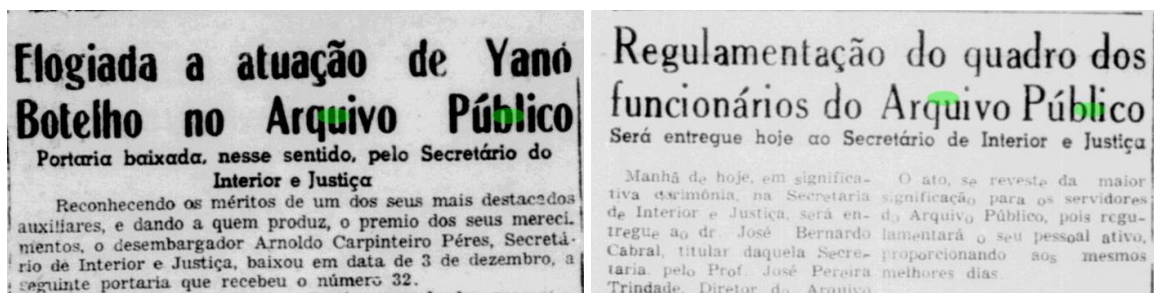 Elogiada a atuação de Yanó
Botelho no Arquivo Público
Portaria baixada, nesse sentido, pelo Secretário do
Interior e Justiça
Reconhecendo os méritos de um dos seus mais destacados
auxiliares, e dando a quem produz, o premio dos seus mereci-
mentos, o desembargador Arnoldo Carpinteiro Péres, Secretá-
rio de Interior e Justiça, baixou em data de 3 de dezembro, a
seguinte portaria que recebeu o número 32.
Regulamentação do quadro dos
funcionários do Arquivo Público
Será entregue hoje ao Secretário de Interior e Justiça
Manhã de hoje, em significa-
tiva cerimônia, na Secretaria
de Interior e Justiça, será en-
tregue ao dr. José Bernardo
Cabral, titular daquela Secre-
taria, pelo Prof. José Pereira
Trindade, Diretor do Arquivo
O ato, se reveste da maior
significação para os servidores
do Arquivo Público, pois regu-
lamentará o seu pessoal ativo,
proporcionando aos mesmos
melhores dias.